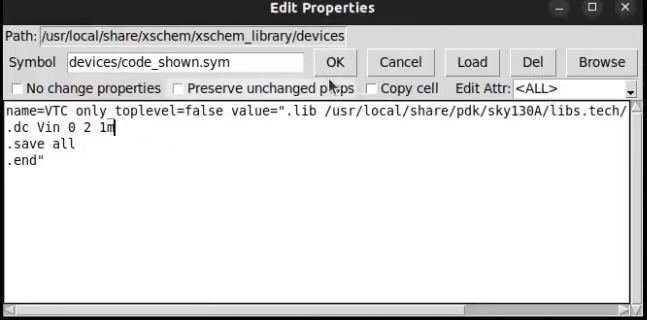 Edit Properties
Path: /usr/local/share/xschem/xschem_library/devices
Symbol devices/code_shown.sym OK Cancel Load Del Browse
No change properties Preserve unchanged props Copy cell Edit Attr: <ALL>
name=VTC only_toplevel=false value=".lib /usr/local/share/pdk/sky130A/libs.tech/
.dc Vin 0 2 1m
.save all
.end"